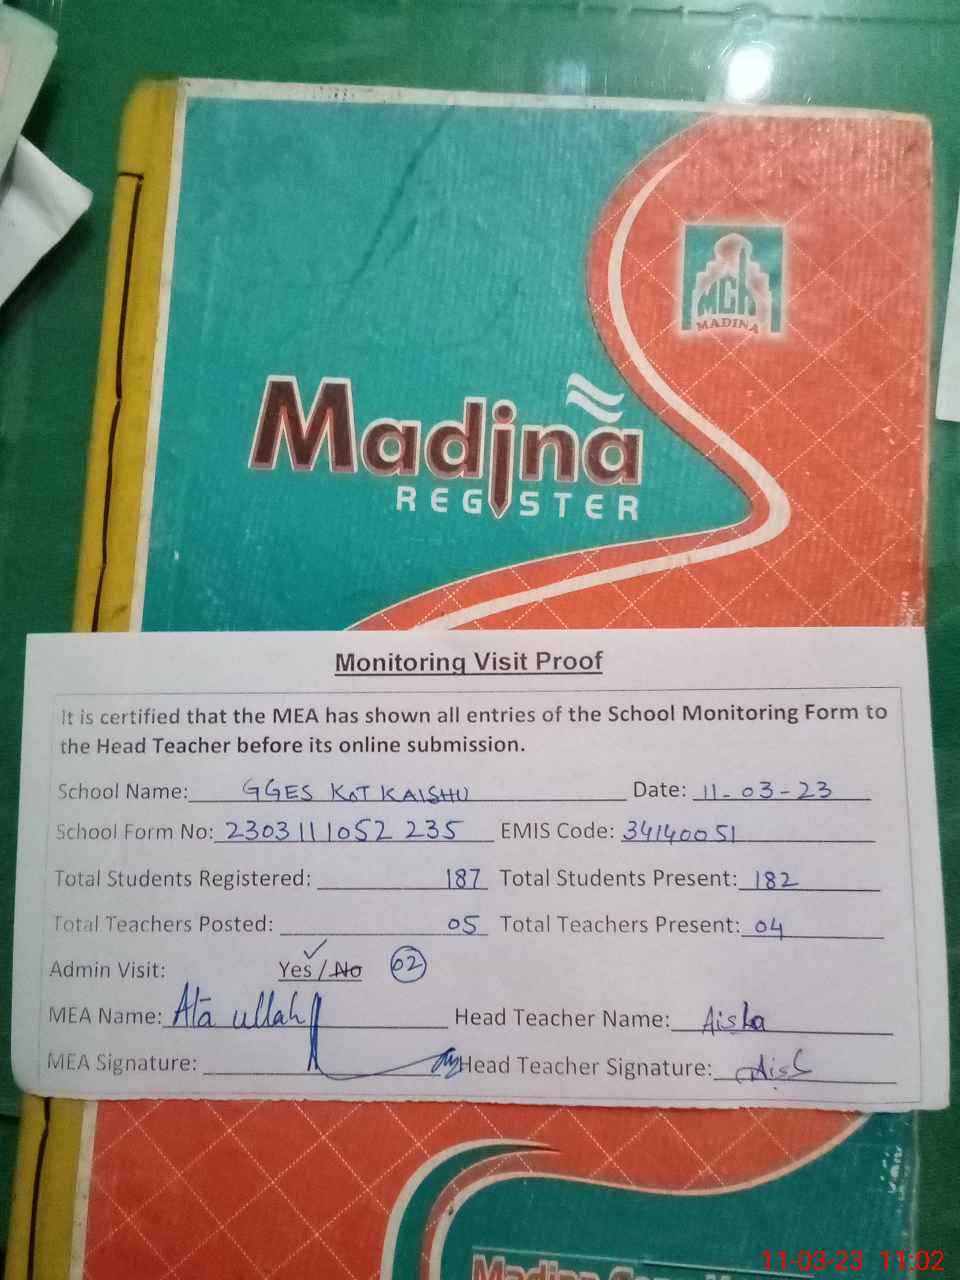 MCH
MADINA
Madina
REGISTER
Monitoring Visit Proof
It is certified that the MEA has shown all entries of the School Monitoring Form to
the Head Teacher before its online submission.
School Name: GGES KOT KAISHU Date: 11-03-23
School Form No: 2303111052 235 EMIS Code: 34140051
Total Students Registered: 187 Total Students Present: 182
Total Teachers Posted: 05 Total Teachers Present: 04
Admin Visit: Yes/No 02
MEA Name: Ata ullah Head Teacher Name: Aisha
MEA Signature: Head Teacher Signature:
Madina
11-03-23 11:02